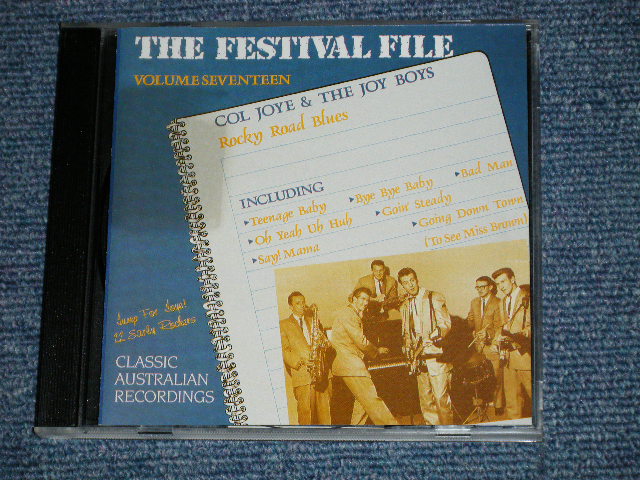 THE FESTIVAL FILE
VOLUME SEVENTEEN
COL JOYE & THE JOY BOYS
Rocky Road Blues
INCLUDING
Teenage Baby
Bye Bye Baby
Bad Man
Oh Yeah Uh Huh
Goin' Steady
Say! Mama
Going Down Town
(To See Miss Brown)
Jump For Joye!
22 Early Rockers
CLASSIC
AUSTRALIAN
RECORDINGS